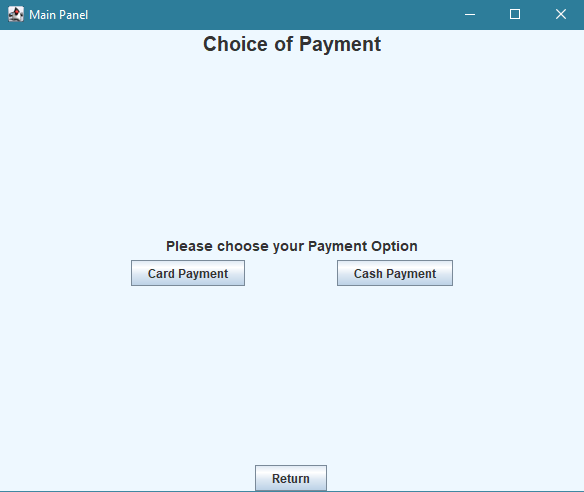 Main Panel
Choice of Payment
Please choose your Payment Option
Card Payment Cash Payment
Return